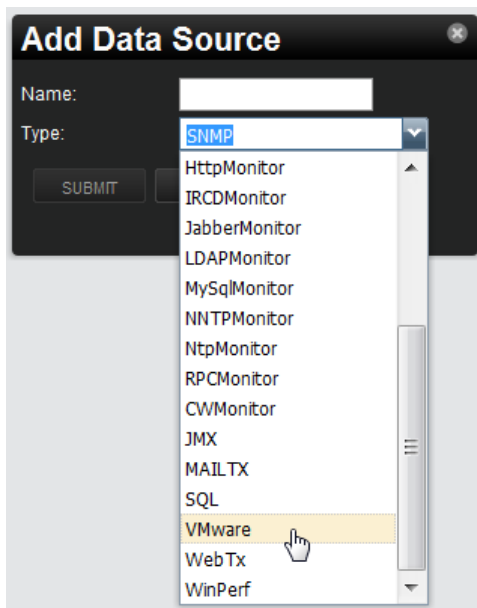 Add Data Source
Name:
Type:
SNMP
HttpMonitor
SUBMIT
IRCDMonitor
JabberMonitor
LDAPMonitor
MySqlMonitor
NNTPMonitor
NtpMonitor
RPCMonitor
CWMonitor
JMX
MAILTX
SQL
VMware
WebTx
WinPerf